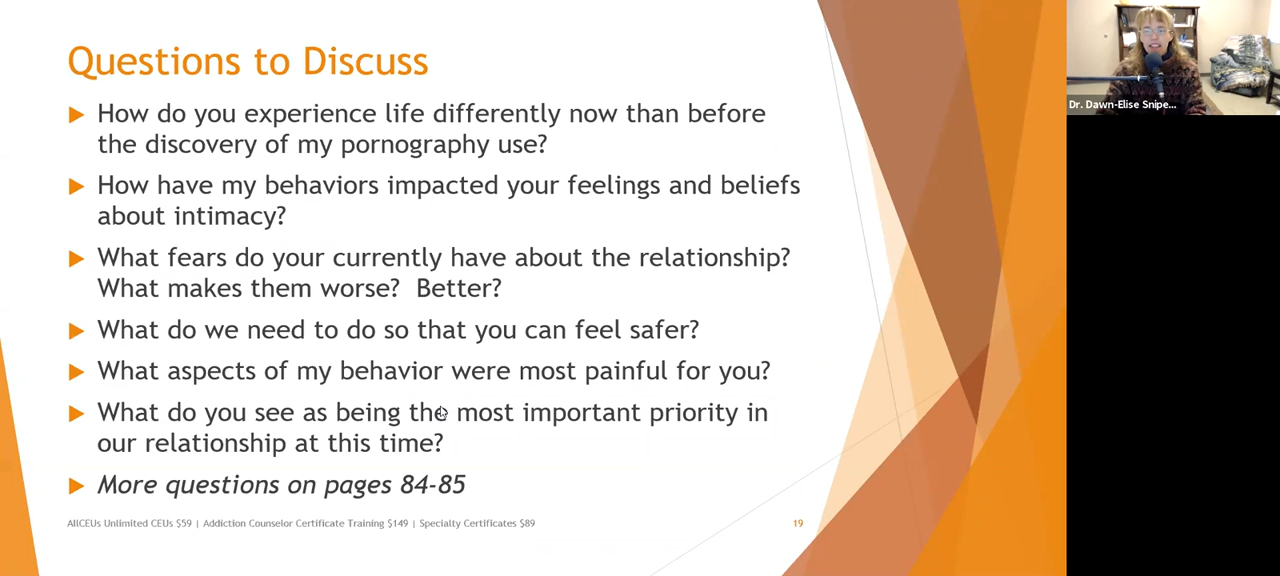 Questions to Discuss
How do you experience life differently now than before
the discovery of my pornography use?
How have my behaviors impacted your feelings and beliefs
about intimacy?
What fears do your currently have about the relationship?
What makes them worse?  Better?
What do we need to do so that you can feel safer?
What aspects of my behavior were most painful for you?
What do you see as being the most important priority in
our relationship at this time?
More questions on pages 84-85
AllCEUs Unlimited CEUs $59 | Addiction Counselor Certificate Training $149 | Specialty Certificates $89
19
Dr. Dawn-Elise Snipe...